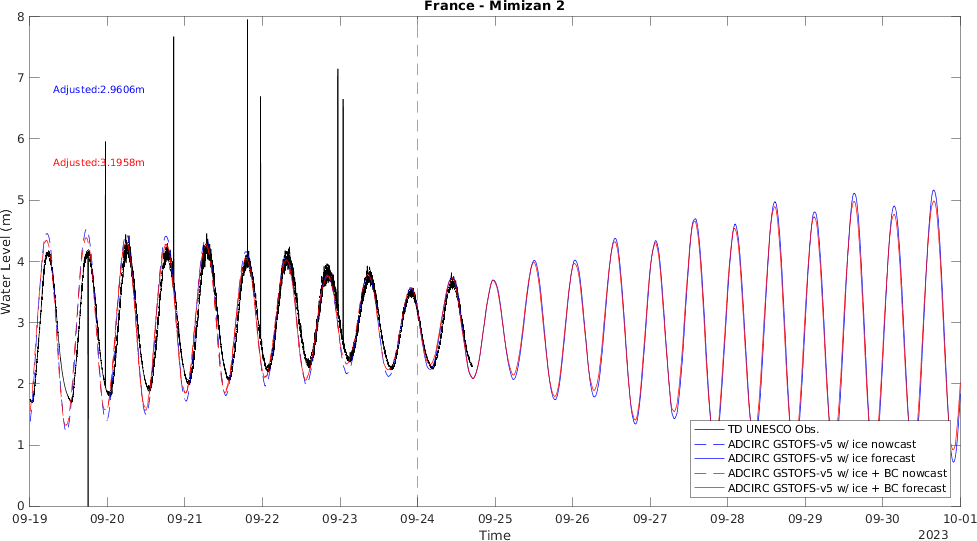 France - Mimizan 2
8
7
6
5
4
3
2
1
0
Water Level (m)
Adjusted:2.9606m
Adjusted:3.1958m
TD UNESCO Obs.
ADCIRC GSTOFS-v5 w/ ice nowcast
ADCIRC GSTOFS-v5 w/ ice forecast
ADCIRC GSTOFS-v5 w/ ice + BC nowcast
ADCIRC GSTOFS-v5 w/ ice + BC forecast
09-19 09-20 09-21 09-22 09-23 09-24 09-25 09-26 09-27 09-28 09-29 09-30 10-01
Time
2023